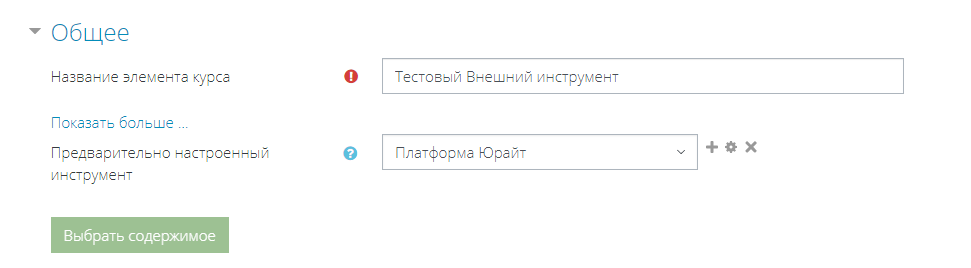 Общее
Название элемента курса
Тестовый Внешний инструмент
Показать больше ...
Предварительно настроенный
инструмент
Платформа Юрайт
Выбрать содержимое